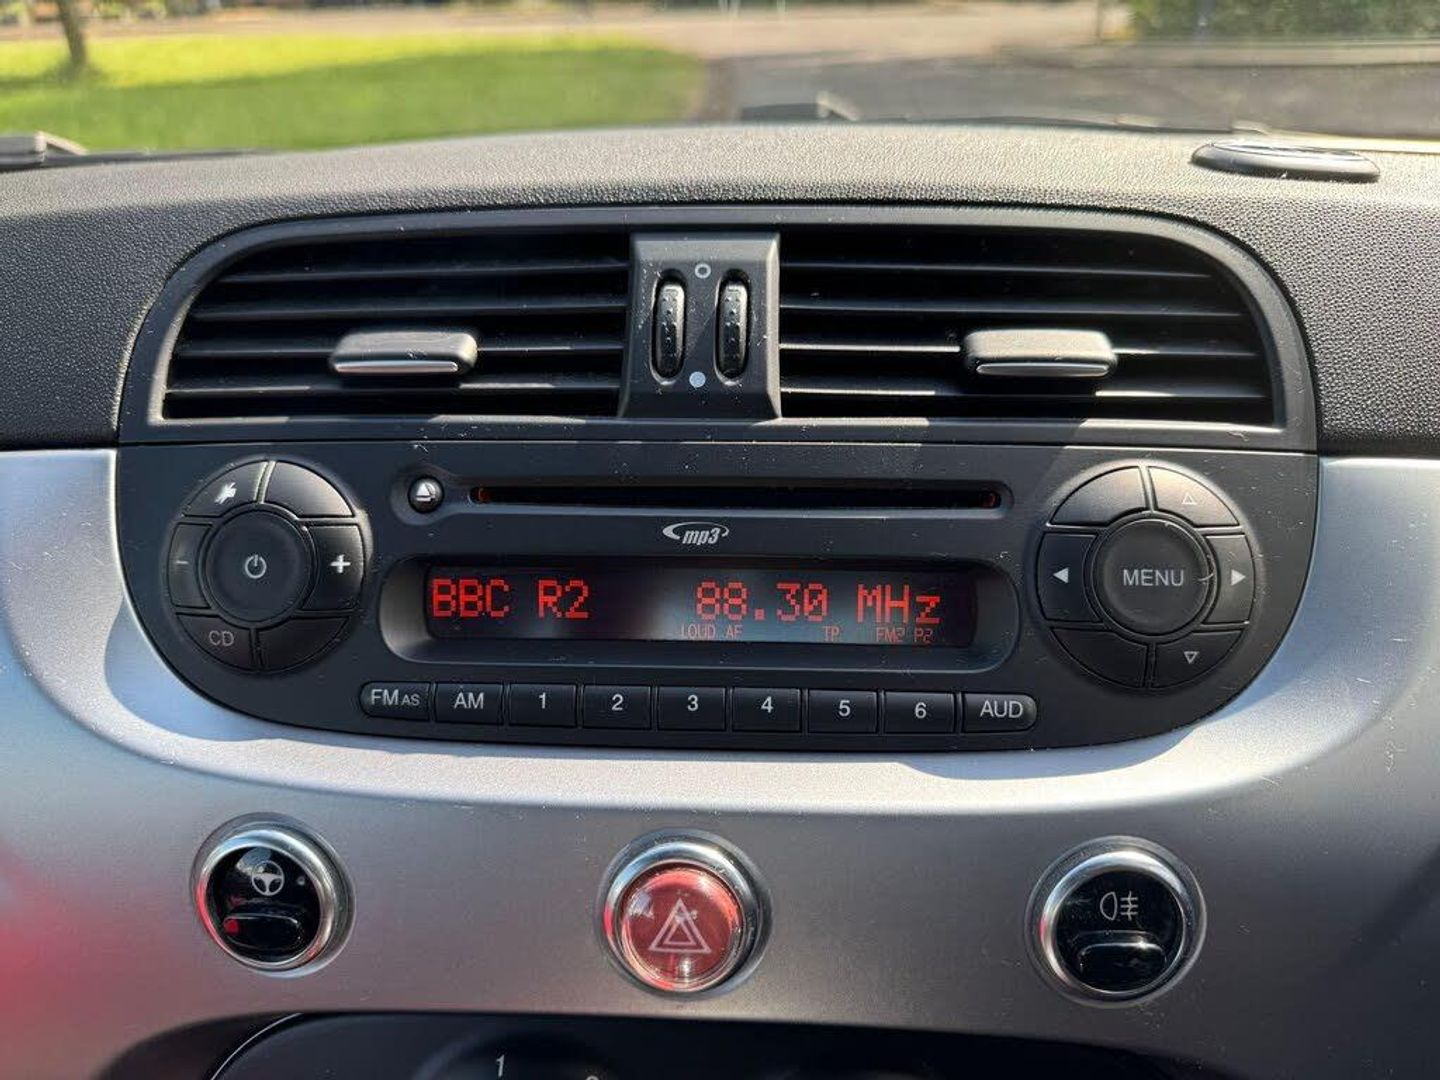 mp3
BBC R2 88.30 MHz
LOUD AF TP FM2 P2
- +
CD
MENU
FM AS AM 1 2 3 4 5 6 AUD
1